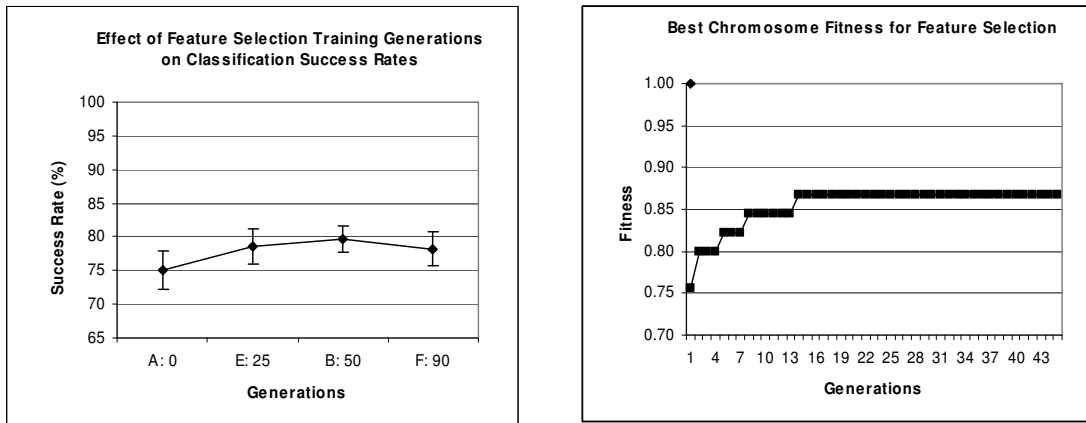 Effect of Feature Selection Training Generations
on Classification Success Rates
100
95
90
85
80
75
70
65
Success Rate (%)
A: 0 E: 25 B: 50 F: 90
Generations
Best Chromosome Fitness for Feature Selection
1.00
0.95
0.90
0.85
0.80
0.75
0.70
Fitness
1 4 7 10 13 16 19 22 25 28 31 34 37 40 43
Generations